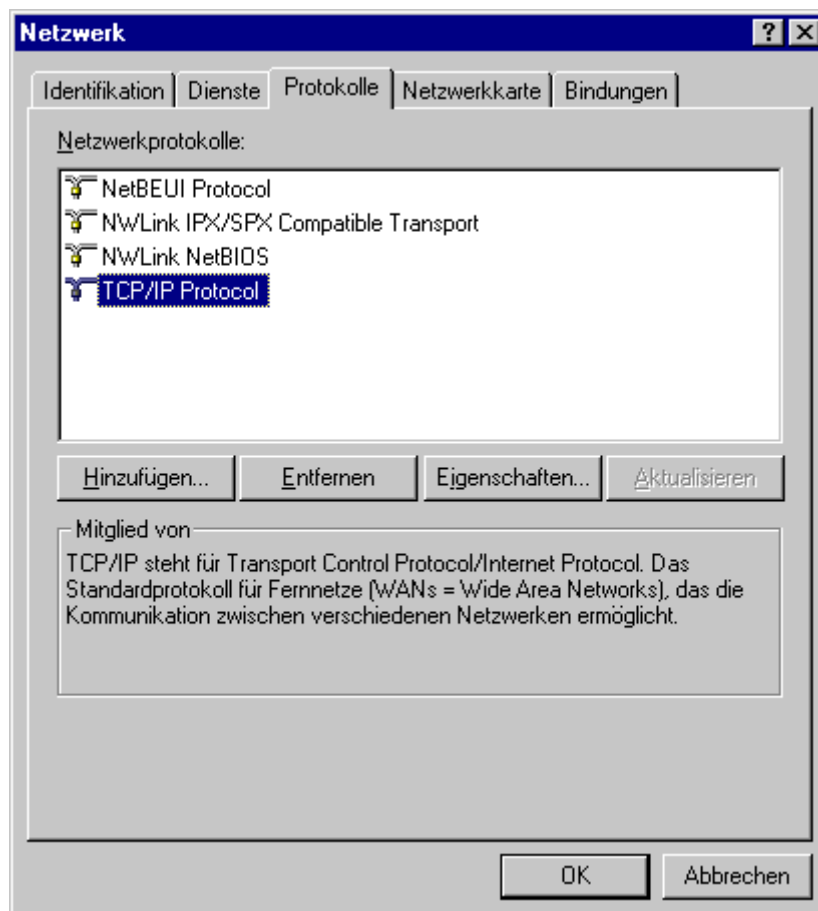 Netzwerk
Identifikation Dienste Protokolle Netzwerkkarte Bindungen
Netzwerkprotokolle:
NetBEUI Protocol
NWLink IPX/SPX Compatible Transport
NWLink NetBIOS
TCP/IP Protocol
Hinzufügen... Entfernen Eigenschaften... Aktualisieren
Mitglied von
TCP/IP steht für Transport Control Protocol/Internet Protocol. Das
Standardprotokoll für Fernnetze (WANs = Wide Area Networks), das die
Kommunikation zwischen verschiedenen Netzwerken ermöglicht.
OK Abbrechen